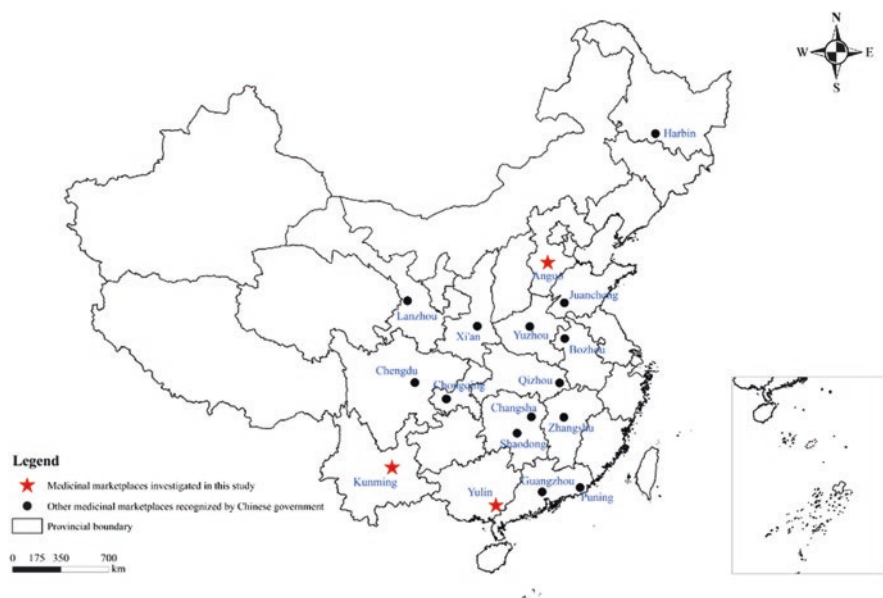 N
W E
S
Harbin
Anguo
Juancheng
Lanzhou
Xi'an
Yuzhou
Bozhou
Chengdu
Chongqing
Qizhou
Changsha
Zhangshu
Shaodong
Legend
Medicinal marketplaces investigated in this study
Kunming
Yulin
Guangzhou
Puning
Other medicinal marketplaces recognized by Chinese government
Provincial boundary
0 175 350 700
km